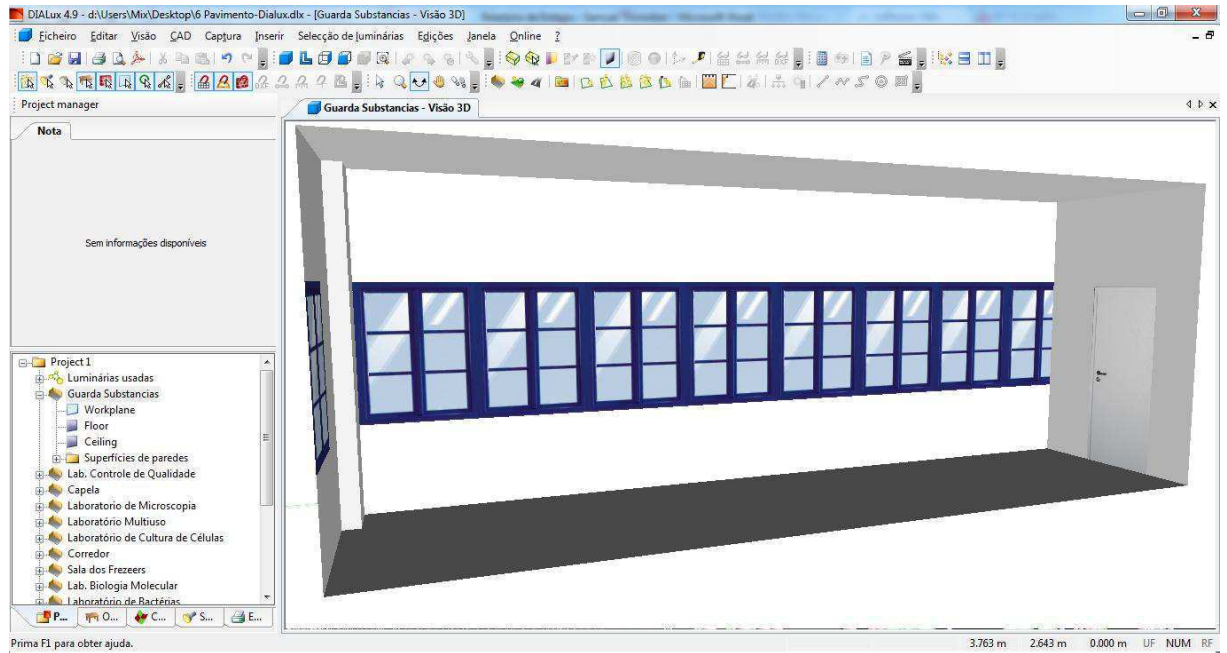 DIALux 4.9 - d:\Users\Mix\Desktop\6 Pavimento-Dialux.dlx - [Guarda Substancias - Visão 3D]
Ficheiro Editar Visão CAD Captura Inserir Selecção de luminárias Edições Janela Online ?
Project manager
Guarda Substancias - Visão 3D
Nota
Sem informações disponíveis
Project 1
Luminárias usadas
Guarda Substancias
Workplane
Floor
Ceiling
Superfícies de paredes
Lab. Controle de Qualidade
Capela
Laboratorio de Microscopia
Laboratório Multiuso
Laboratório de Cultura de Células
Corredor
Sala dos Frezeers
Lab. Biologia Molecular
Laboratório de Bactérias
P... O... C... S... E...
Prima F1 para obter ajuda.
3.763 m 2.643 m 0.000 m UF NUM RF